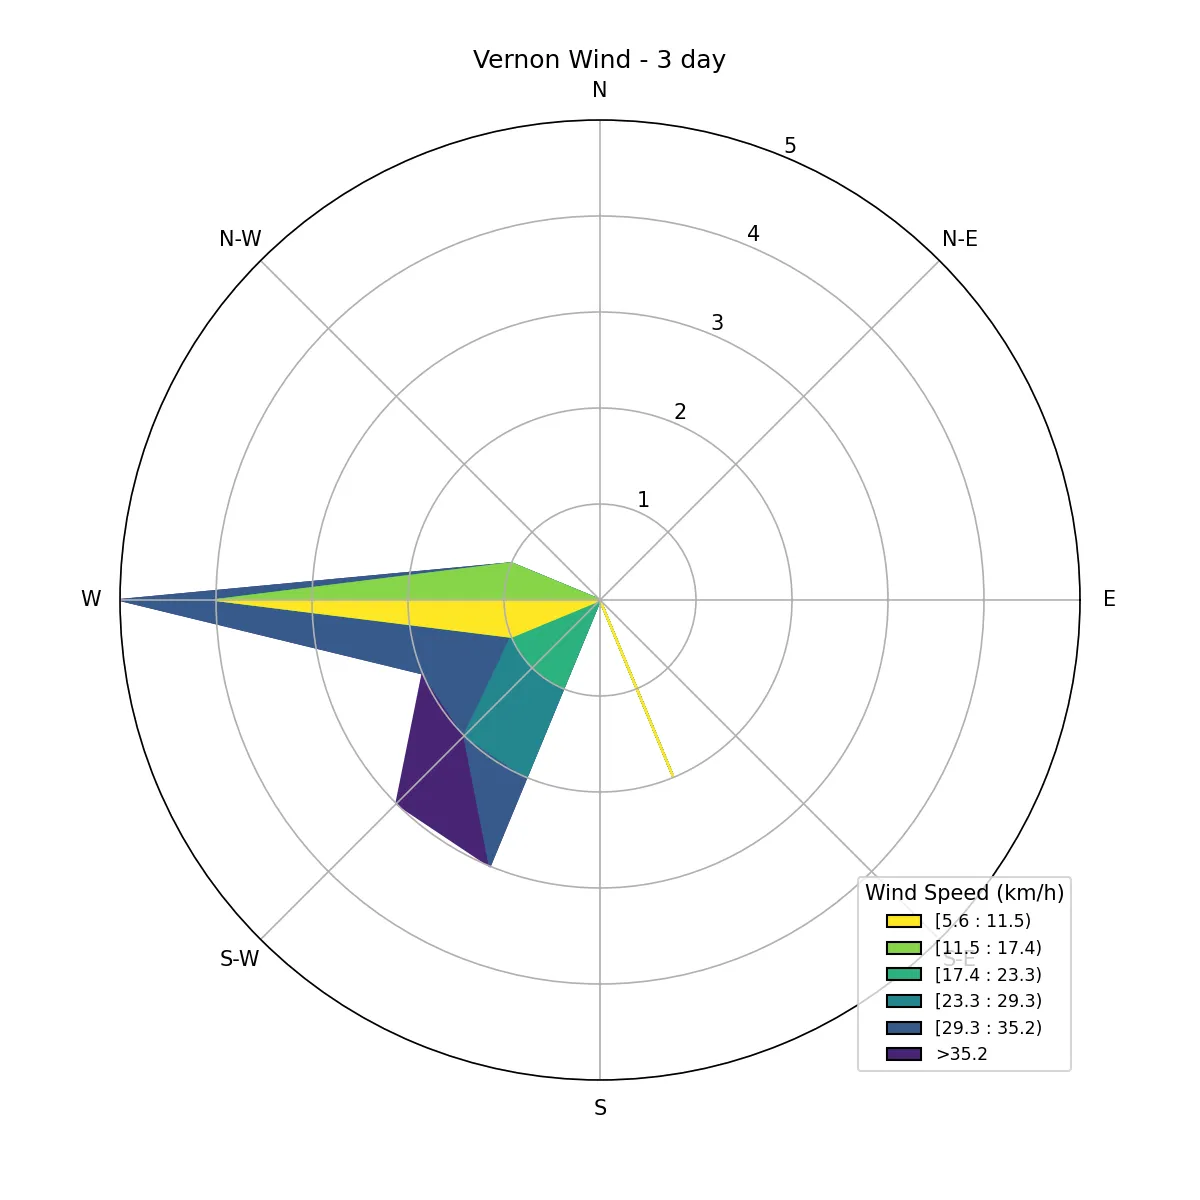 Vernon Wind - 3 day
N
5
N-W
N-E
4
3
2
1
W
E
S-W
S-E
S
Wind Speed (km/h)
[5.6 : 11.5)
[11.5 : 17.4)
[17.4 : 23.3)
[23.3 : 29.3)
[29.3 : 35.2)
>35.2